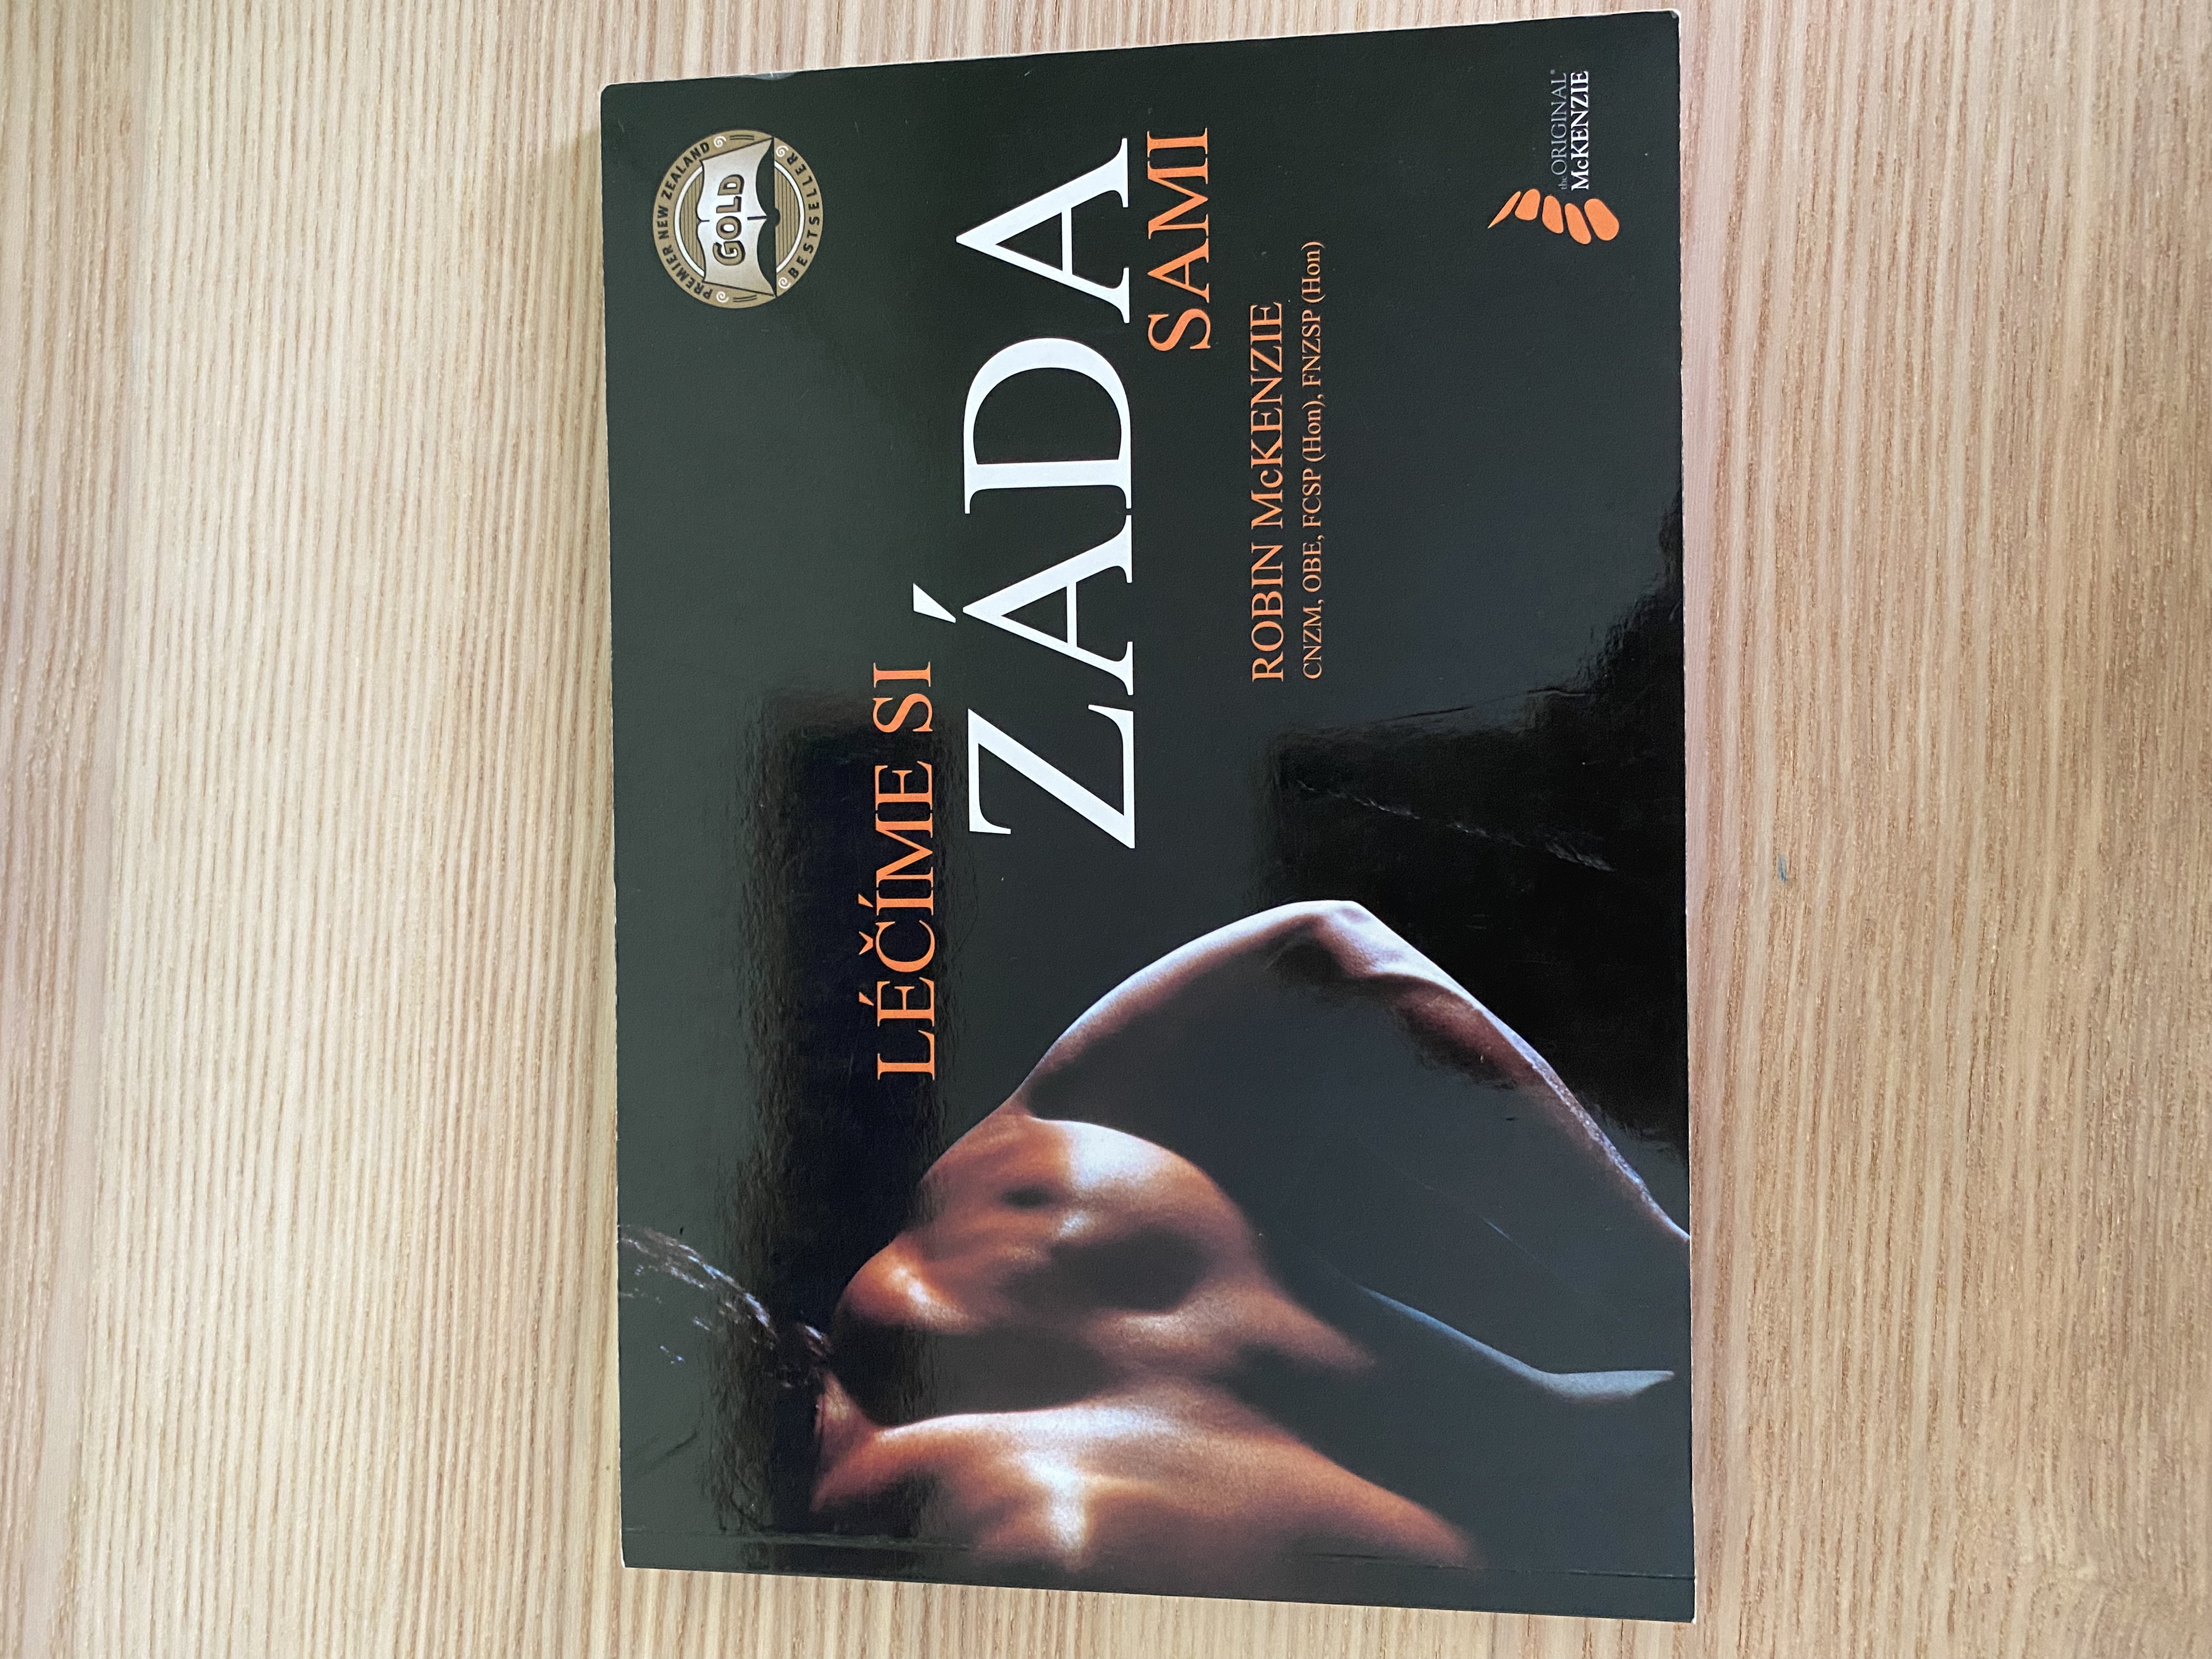 PREMIER NEW ZEALAND
GOLD
BESTSELLER
LÉČÍME SI
ZÁDA
SAMI
ROBIN McKENZIE
CNZM, OBE, FCSP (Hon), FNZSP (Hon)
the ORIGINAL®
McKENZIE